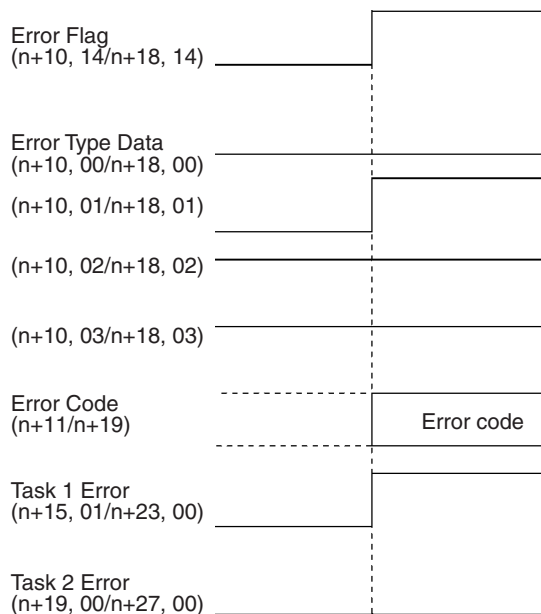 Error Flag
(n+10, 14/n+18, 14)
Error Type Data
(n+10, 00/n+18, 00)
(n+10, 01/n+18, 01)
(n+10, 02/n+18, 02)
(n+10, 03/n+18, 03)
Error Code
(n+11/n+19)
Error code
Task 1 Error
(n+15, 01/n+23, 00)
Task 2 Error
(n+19, 00/n+27, 00)